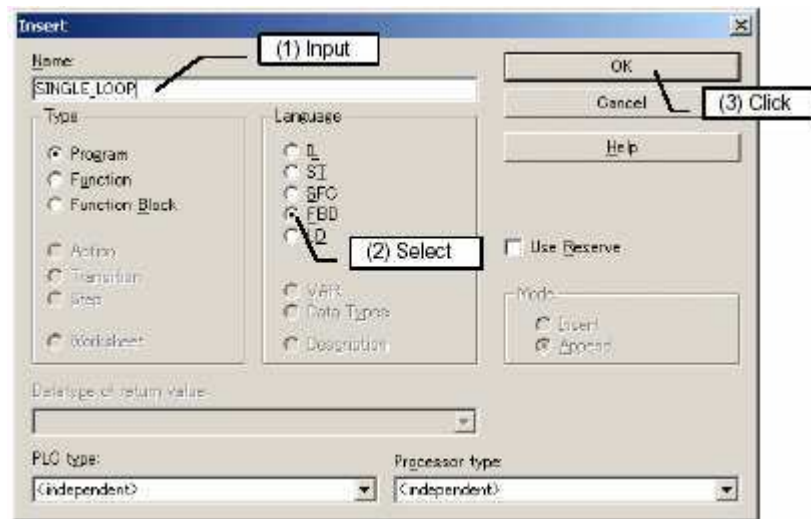 Insert
Name:
(1) Input
OK
SINGLE_LOOP
Cancel
(3) Click
Type
Language
Help
Program
IL
Function
ST
Function Block
SFC
FBD
LD
(2) Select
Use Reserve
Action
Transition
Step
VAR
Data Types
Mode
Insert
Worksheet
Description
Append
Datatype of return value:
PLC type:
Processor type:
<independent>
<independent>